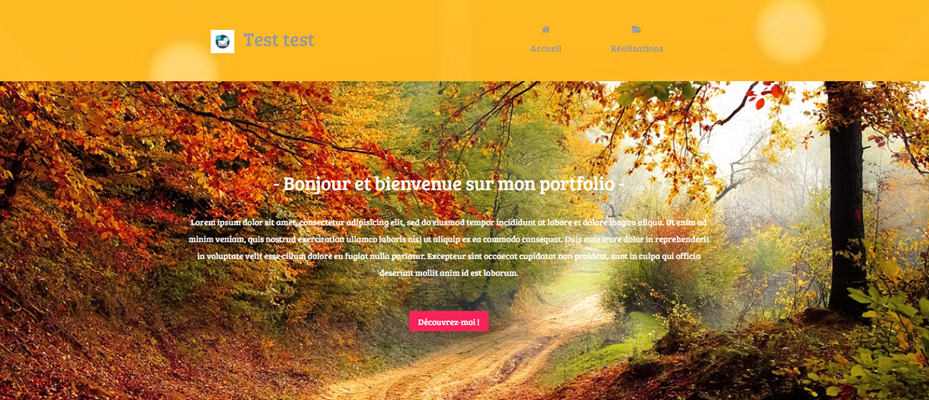 Test test
Accueil
Réalisations
- Bonjour et bienvenue sur mon portfolio -
Lorem ipsum dolor sit amet, consectetur adipisicing elit, sed do eiusmod tempor incididunt ut labore et dolore magna aliqua. Ut enim ad
minim veniam, quis nostrud exercitation ullamco laboris nisi ut aliquip ex ea commodo consequat. Duis aute irure dolor in reprehenderit
in voluptate velit esse cillum dolore eu fugiat nulla pariatur. Excepteur sint occaecat cupidatat non proident, sunt in culpa qui officia
deserunt mollit anim id est laborum.
Découvrez-moi !